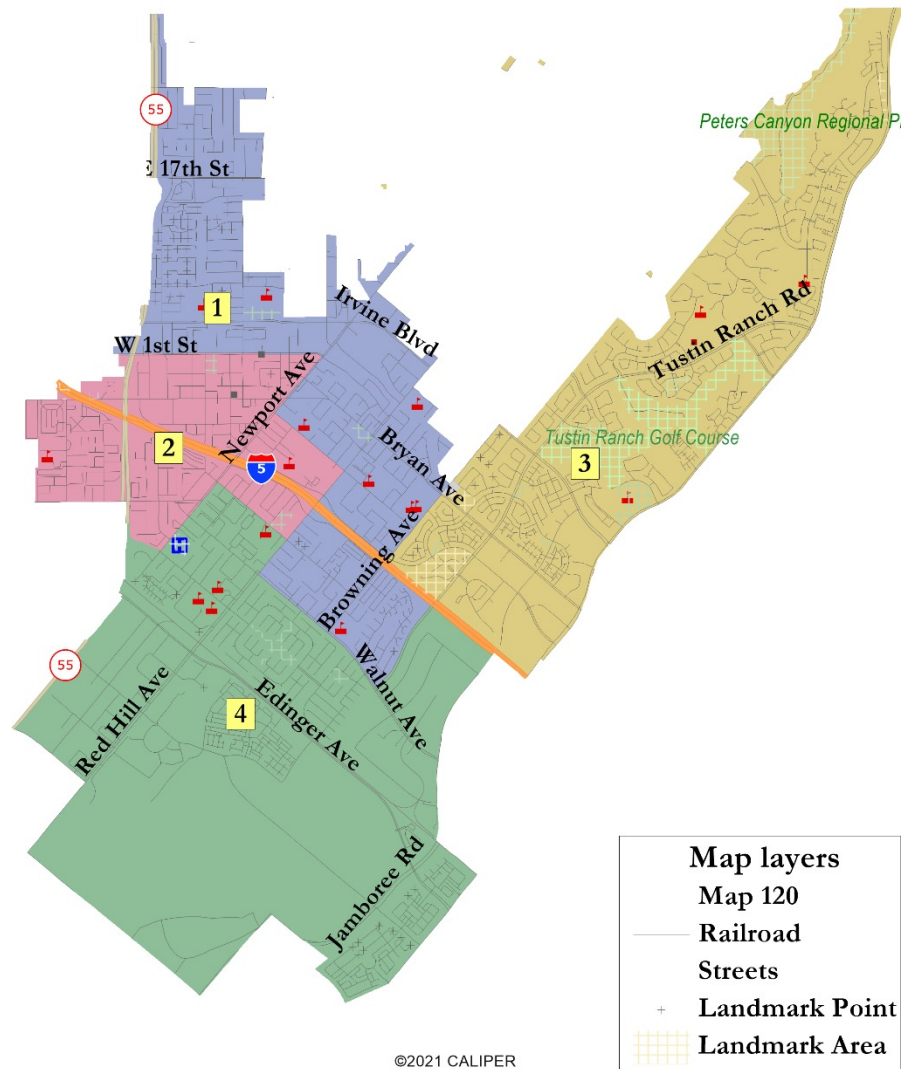 55
Peters Canyon Regional P
E 17th St
1
Irvine Blvd
Tustin Ranch Rd
W 1st St
Newport Ave
2
5
Bryan Ave
Tustin Ranch Golf Course
3
H
Browning Ave
55
Red Hill Ave
4
Edinger Ave
Walnut Ave
Jamboree Rd
Map layers
Map 120
Railroad
Streets
Landmark Point
Landmark Area
©2021 CALIPER